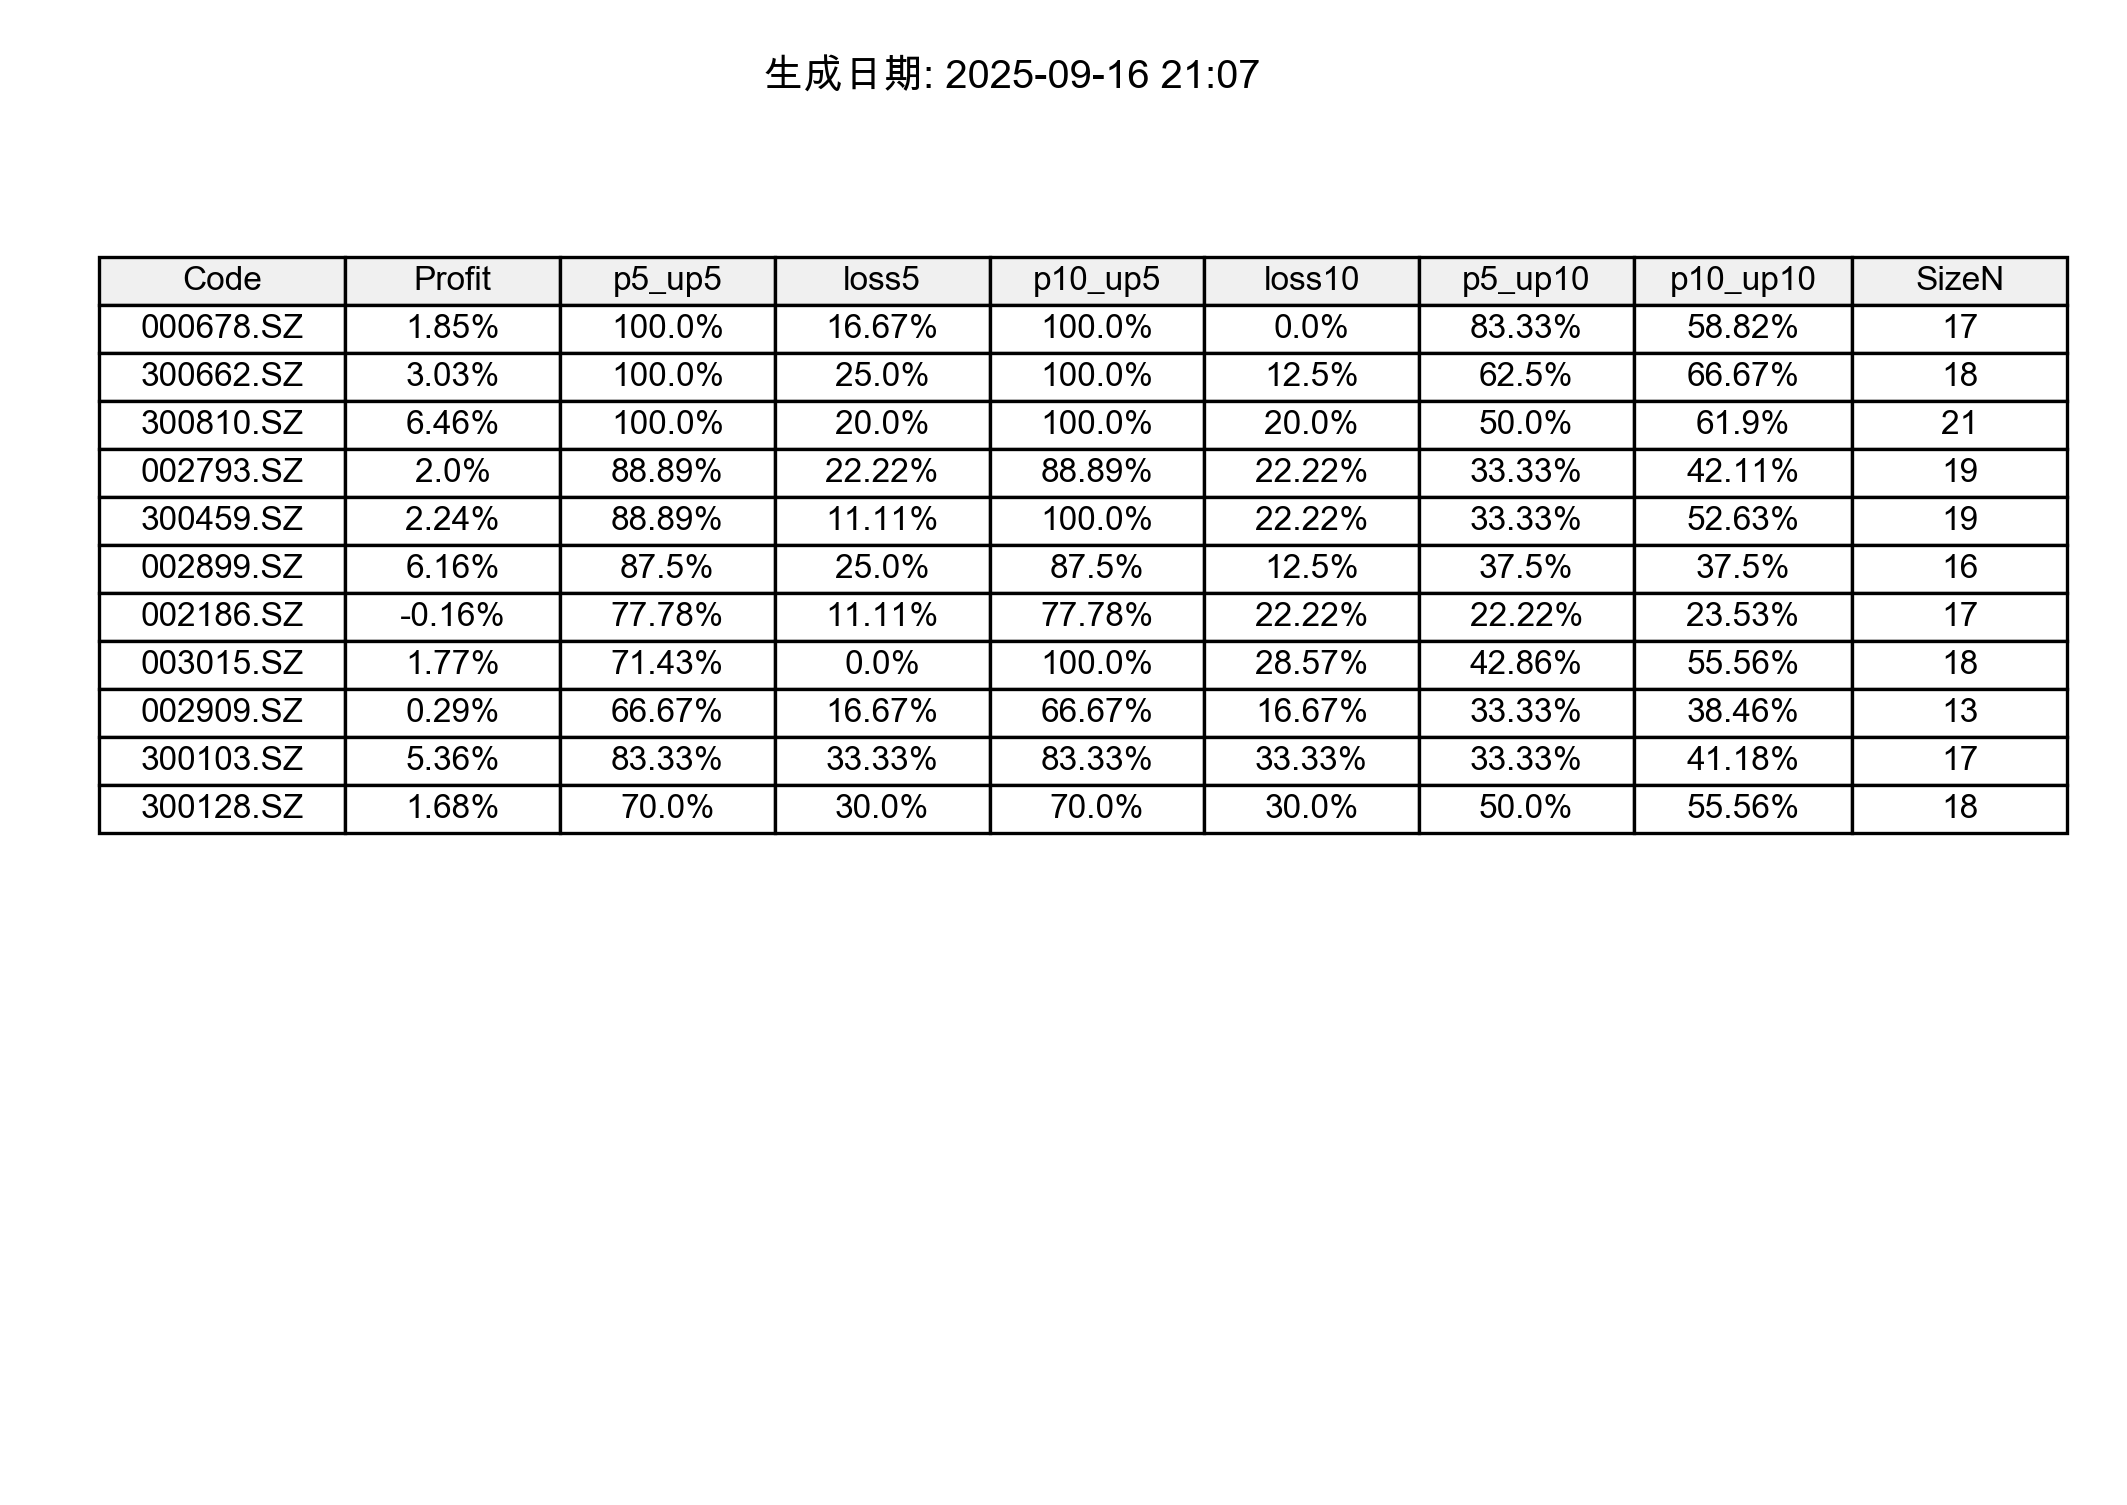 生成日期: 2025-09-16 21:07
Code Profit p5_up5 loss5 p10_up5 loss10 p5_up10 p10_up10 SizeN
000678.SZ 1.85% 100.0% 16.67% 100.0% 0.0% 83.33% 58.82% 17
300662.SZ 3.03% 100.0% 25.0% 100.0% 12.5% 62.5% 66.67% 18
300810.SZ 6.46% 100.0% 20.0% 100.0% 20.0% 50.0% 61.9% 21
002793.SZ 2.0% 88.89% 22.22% 88.89% 22.22% 33.33% 42.11% 19
300459.SZ 2.24% 88.89% 11.11% 100.0% 22.22% 33.33% 52.63% 19
002899.SZ 6.16% 87.5% 25.0% 87.5% 12.5% 37.5% 37.5% 16
002186.SZ -0.16% 77.78% 11.11% 77.78% 22.22% 22.22% 23.53% 17
003015.SZ 1.77% 71.43% 0.0% 100.0% 28.57% 42.86% 55.56% 18
002909.SZ 0.29% 66.67% 16.67% 66.67% 16.67% 33.33% 38.46% 13
300103.SZ 5.36% 83.33% 33.33% 83.33% 33.33% 33.33% 41.18% 17
300128.SZ 1.68% 70.0% 30.0% 70.0% 30.0% 50.0% 55.56% 18